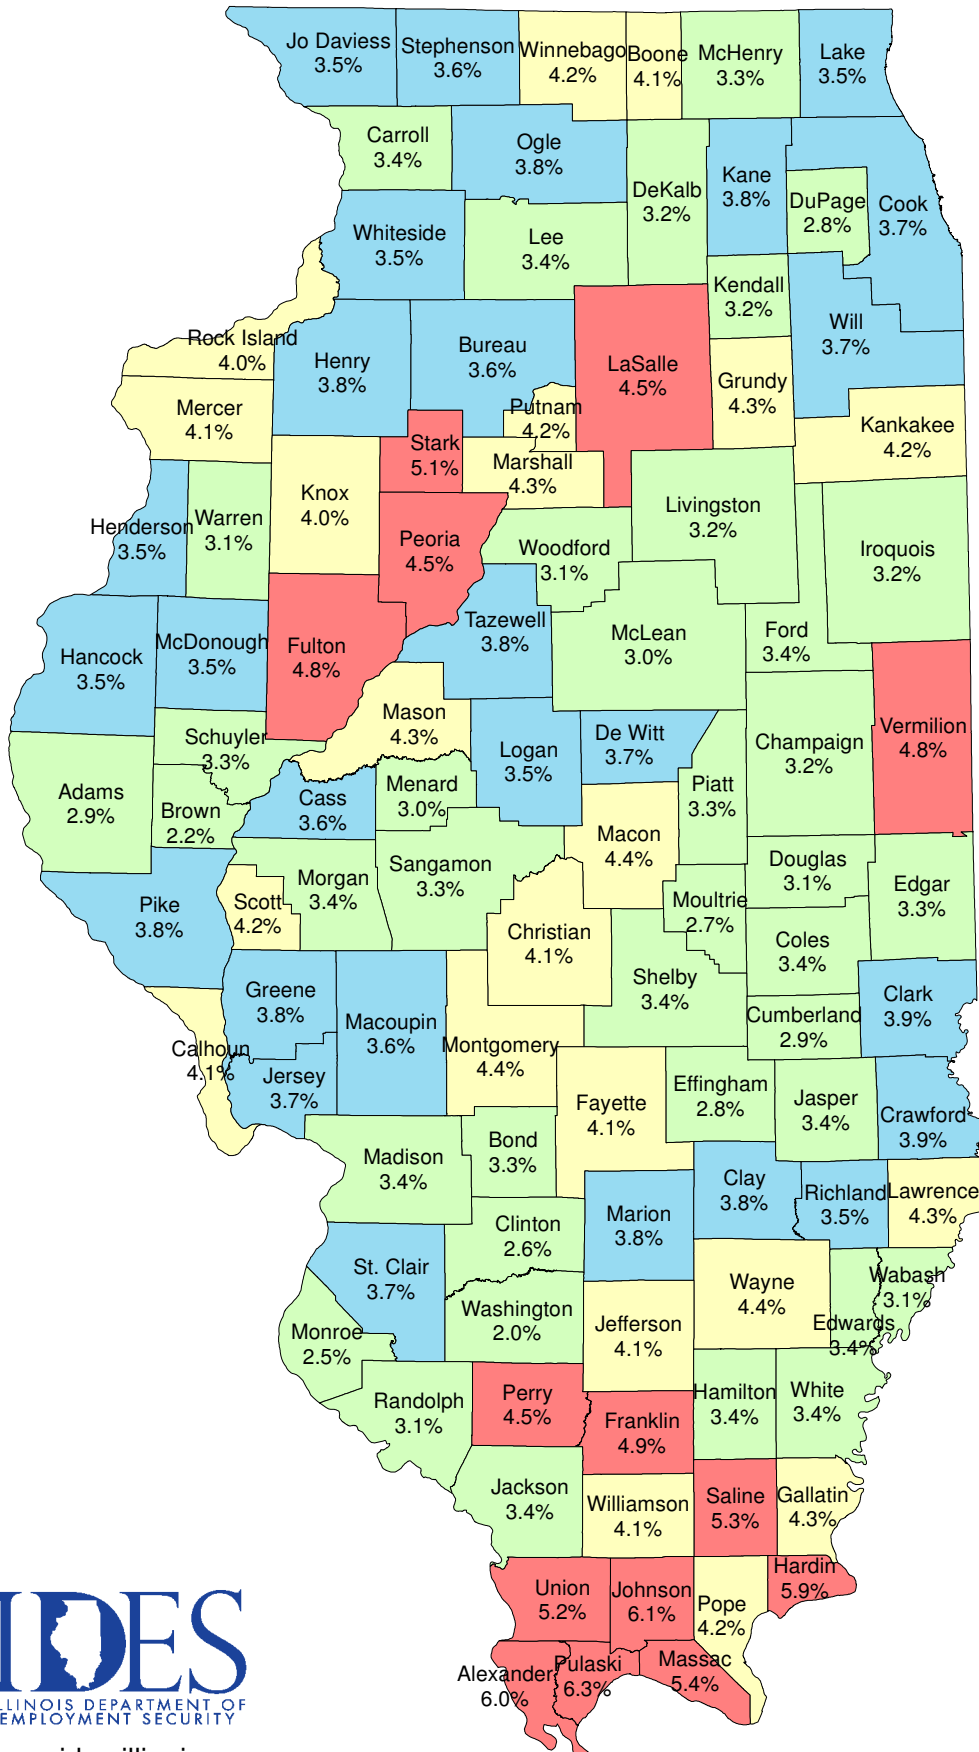 Jo Daviess
3.5%
Stephenson
3.6%
Winnebago
4.2%
Boone
4.1%
McHenry
3.3%
Lake
3.5%
Carroll
3.4%
Ogle
3.8%
DeKalb
3.2%
Kane
3.8%
DuPage
2.8%
Cook
3.7%
Whiteside
3.5%
Lee
3.4%
Kendall
3.2%
Will
3.7%
Rock Island
4.0%
Henry
3.8%
Bureau
3.6%
LaSalle
4.5%
Grundy
4.3%
Kankakee
4.2%
Mercer
4.1%
Putnam
4.2%
Stark
5.1%
Marshall
4.3%
Henderson
3.5%
Warren
3.1%
Knox
4.0%
Peoria
4.5%
Woodford
3.1%
Livingston
3.2%
Iroquois
3.2%
Hancock
3.5%
McDonough
3.5%
Fulton
4.8%
Tazewell
3.8%
McLean
3.0%
Ford
3.4%
Vermilion
4.8%
Schuyler
3.3%
Mason
4.3%
Logan
3.5%
De Witt
3.7%
Piatt
3.3%
Champaign
3.2%
Adams
2.9%
Brown
2.2%
Cass
3.6%
Menard
3.0%
Macon
4.4%
Douglas
3.1%
Edgar
3.3%
Pike
3.8%
Scott
4.2%
Morgan
3.4%
Sangamon
3.3%
Christian
4.1%
Moultrie
2.7%
Coles
3.4%
Shelby
3.4%
Greene
3.8%
Macoupin
3.6%
Montgomery
4.4%
Cumberland
2.9%
Clark
3.9%
Calhoun
4.1%
Jersey
3.7%
Fayette
4.1%
Effingham
2.8%
Jasper
3.4%
Crawford
3.9%
Madison
3.4%
Bond
3.3%
Clay
3.8%
Richland
3.5%
Lawrence
4.3%
Clinton
2.6%
Marion
3.8%
St. Clair
3.7%
Washington
2.0%
Wayne
4.4%
Wabash
3.1%
Edwards
3.4%
Monroe
2.5%
Jefferson
4.1%
Randolph
3.1%
Perry
4.5%
Franklin
4.9%
Hamilton
3.4%
White
3.4%
Jackson
3.4%
Williamson
4.1%
Saline
5.3%
Gallatin
4.3%
Union
5.2%
Johnson
6.1%
Pope
4.2%
Hardin
5.9%
Alexander
6.0%
Pulaski
6.3%
Massac
5.4%
IDES
ILLINOIS DEPARTMENT OF
EMPLOYMENT SECURITY